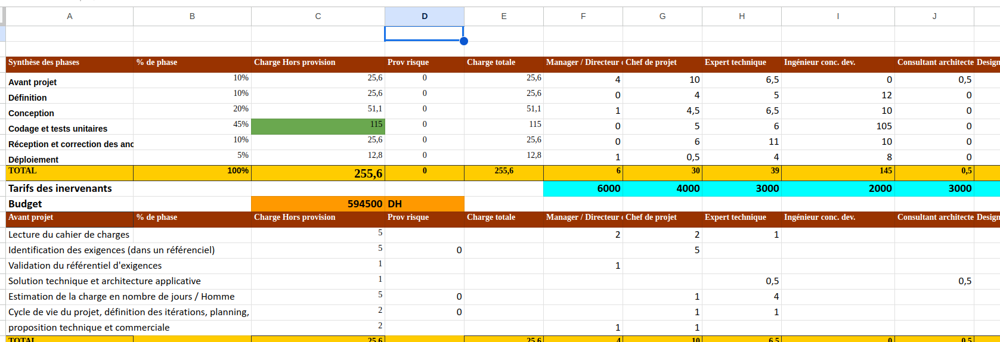 A B C D E F G H I J
Synthèse des phases % de phase Charge Hors provision Prov risque Charge totale Manager / Directeur Chef de projet Expert technique Ingénieur conc. dev. Consultant architecte Design
Avant projet 10% 25,6 0 25,6 4 10 6,5 0 0,5
Définition 10% 25,6 0 25,6 0 4 5 12 0
Conception 20% 51,1 0 51,1 1 4,5 6,5 10 0
Codage et tests unitaires 45% 115 0 115 0 5 6 105 0
Réception et correction des anc 10% 25,6 0 25,6 0 6 11 10 0
Déploiement 5% 12,8 0 12,8 1 0,5 4 8 0
TOTAL 100% 255,6 0 255,6 6 30 39 145 0,5
Tarifs des inervenants 6000 4000 3000 2000 3000
Budget 594500 DH
Avant projet % de phase Charge Hors provision Prov risque Charge totale Manager / Directeur Chef de projet Expert technique Ingénieur conc. dev. Consultant architecte Design
Lecture du cahier de charges 5 2 2 1
Identification des exigences (dans un référenciel) 5 0 5
Validation du référentiel d'exigences 1 1
Solution technique et architecture applicative 1 0,5 0,5
Estimation de la charge en nombre de jours / Homme 5 0 1 4
Cycle de vie du projet, définition des itérations, planning, 2 0 1 1
proposition technique et commerciale 2 1 1
TOTAL 25,6 25,6 4 10 6,5 0 0,5